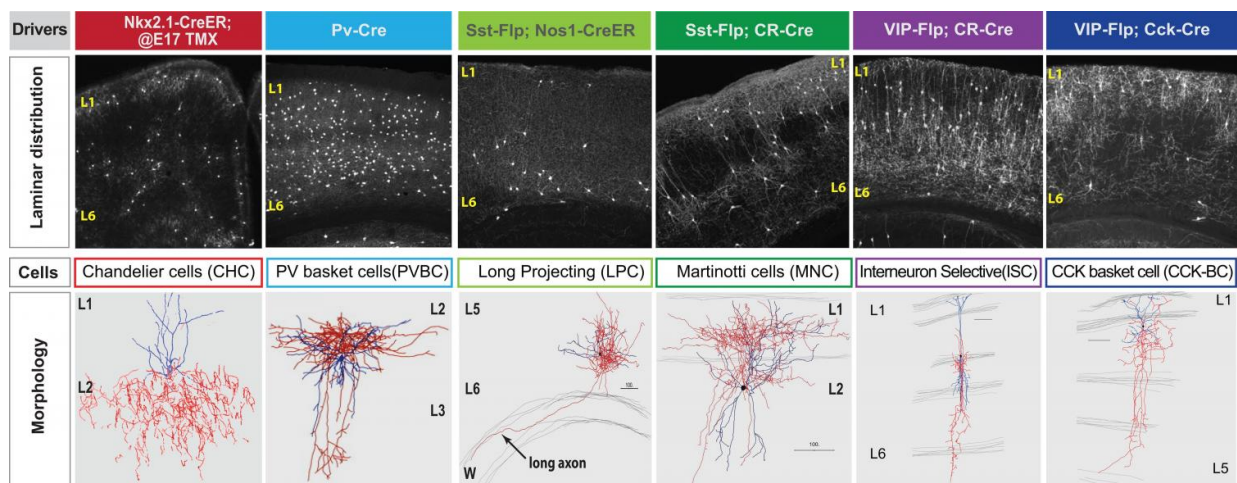 Drivers
Nkx2.1-CreER;
@E17 TMX
Pv-Cre
Sst-Flp; Nos1-CreER
Sst-Flp; CR-Cre
VIP-Flp; CR-Cre
VIP-Flp; Cck-Cre
Laminar distribution
L1
L6
L1
L6
L1
L6
L1
L6
L1
L6
Cells
Chandelier cells (CHC)
PV basket cells(PVBC)
Long Projecting (LPC)
Martinotti cells (MNC)
Interneuron Selective(ISC)
CCK basket cell (CCK-BC)
Morphology
L1
L2
L2
L3
L5
L6
100.
long axon
W
L1
L2
100.
L1
L6
L1
L5